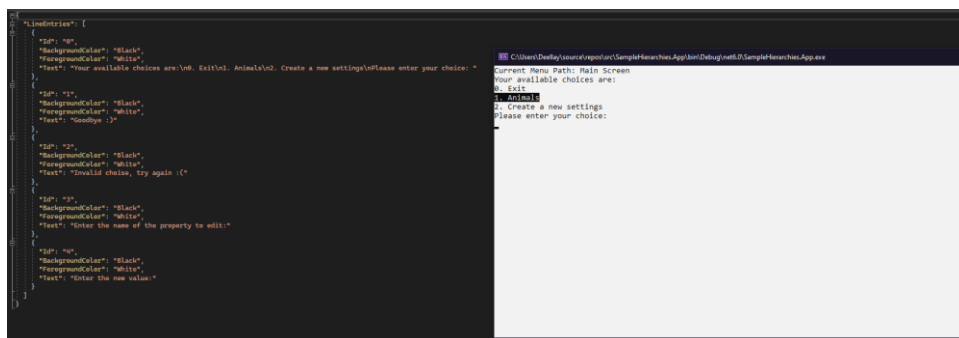 {
"LineEntries": [
{
"Id": "0",
"BackgroundColor": "Black",
"ForegroundColor": "White",
"Text": "Your available choices are:\n0. Exit\n1. Animals\n2. Create a new settings\nPlease enter your choice: "
},
{
"Id": "1",
"BackgroundColor": "Black",
"ForegroundColor": "White",
"Text": "Goodbye :)"
},
{
"Id": "2",
"BackgroundColor": "Black",
"ForegroundColor": "White",
"Text": "Invalid choise, try again :("
},
{
"Id": "3",
"BackgroundColor": "Black",
"ForegroundColor": "White",
"Text": "Enter the name of the property to edit:"
},
{
"Id": "4",
"BackgroundColor": "Black",
"ForegroundColor": "White",
"Text": "Enter the new value:"
}
]
}
C:\Users\Deellay\source\repos\src\SampleHierarchies.App\bin\Debug\net6.0\SampleHierarchies.App.exe
Current Menu Path: Main Screen
Your available choices are:
0. Exit
1. Animals
2. Create a new settings
Please enter your choice: